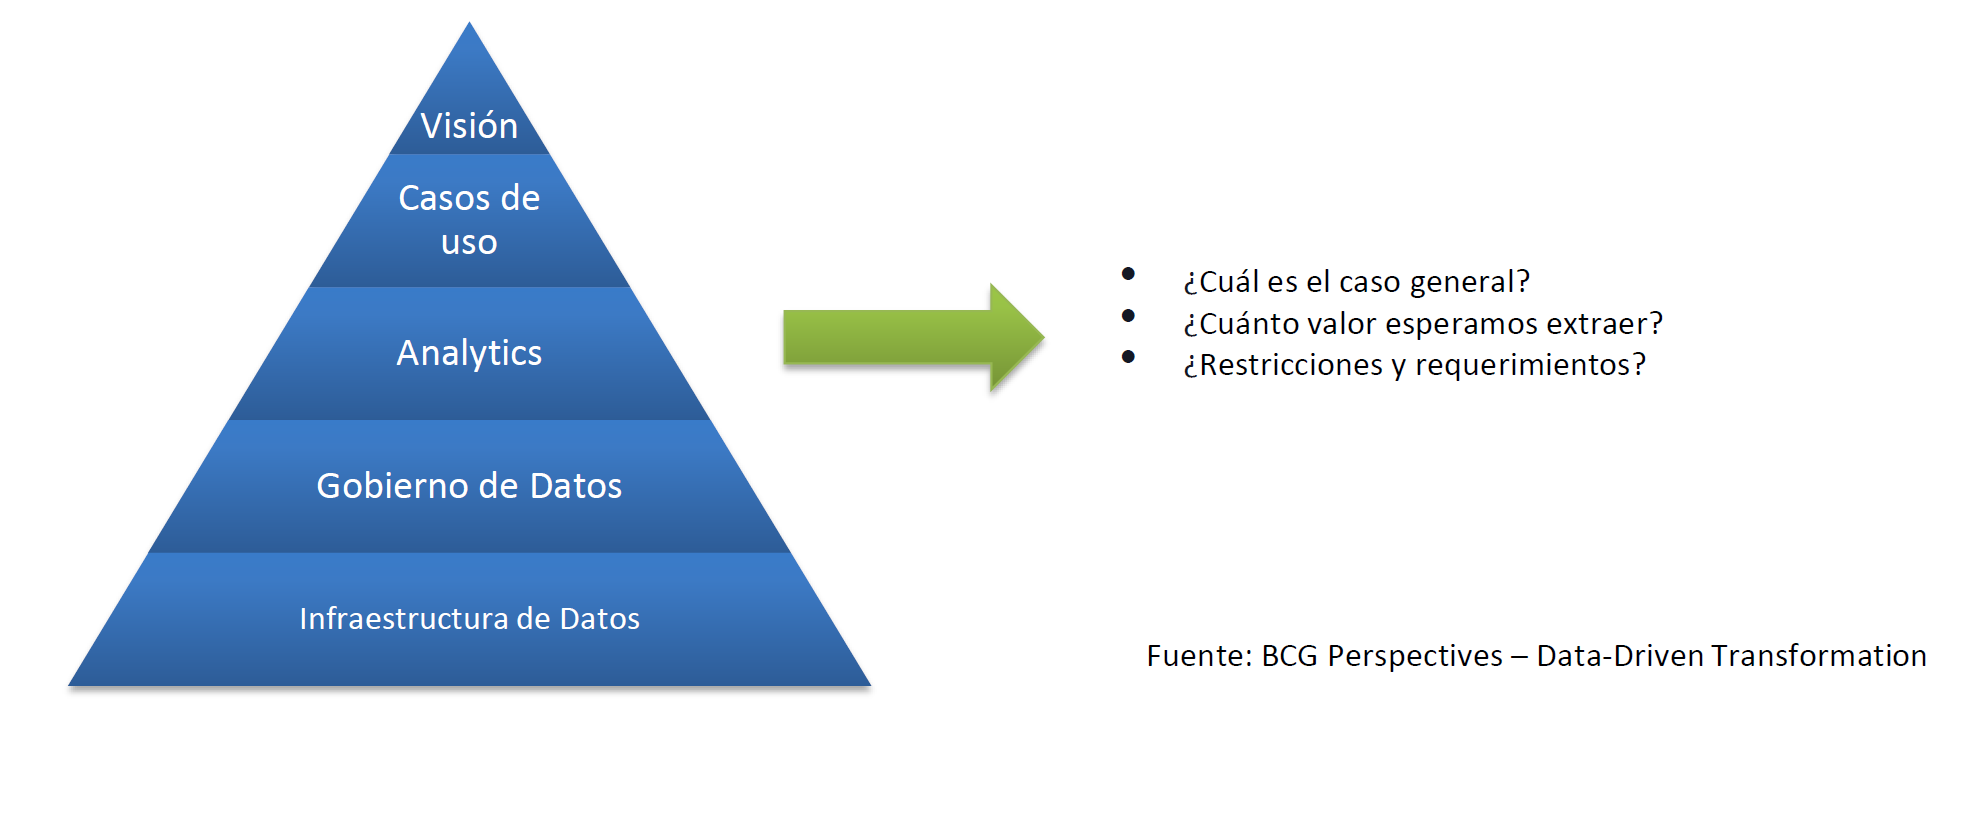 Visión
Casos de
uso
Analytics
Gobierno de Datos
Infraestructura de Datos
• ¿Cuál es el caso general?
• ¿Cuánto valor esperamos extraer?
• ¿Restricciones y requerimientos?
Fuente: BCG Perspectives – Data-Driven Transformation